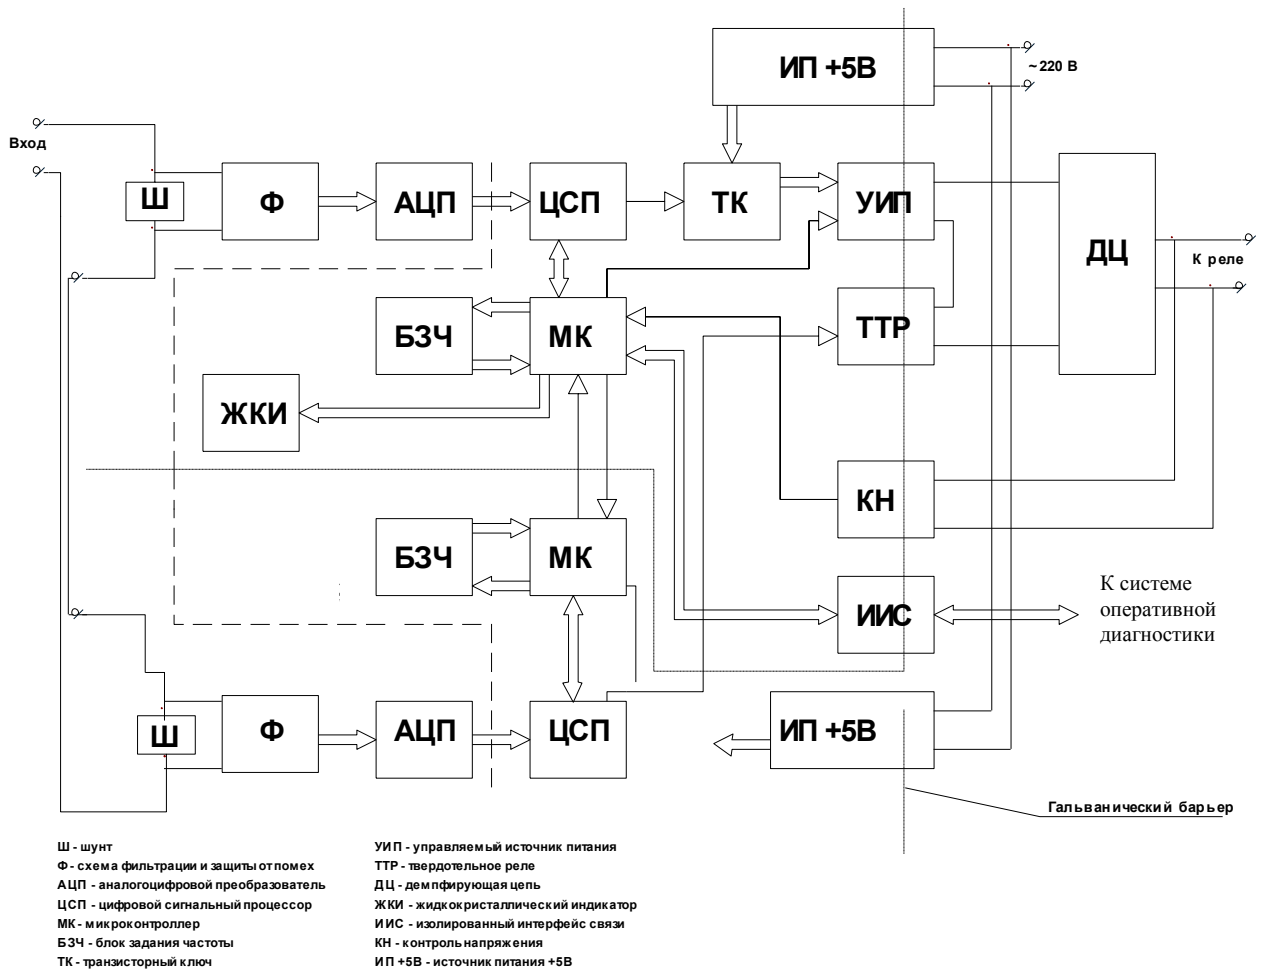 ИП +5В
~220 В
Вход
Ш
Ф
АЦП
ЦСП
ТК
УИП
ДЦ
К реле
БЗЧ
МК
ТТР
ЖКИ
КН
БЗЧ
МК
ИИС
К системе
оперативной
диагностики
Ш
Ф
АЦП
ЦСП
ИП +5В
Гальванический барьер
Ш - шунт
Ф - схема фильтрации и защиты от помех
АЦП - аналогоцифровой преобразователь
ЦСП - цифровой сигнальный процессор
МК - микроконтроллер
БЗЧ - блок задания частоты
ТК - транзисторный ключ
УИП - управляемый источник питания
ТТР - твердотельное реле
ДЦ - демпфирующая цепь
ЖКИ - жидкокристаллический индикатор
ИИС - изолированный интерфейс связи
КН - контроль напряжения
ИП +5В - источник питания +5В